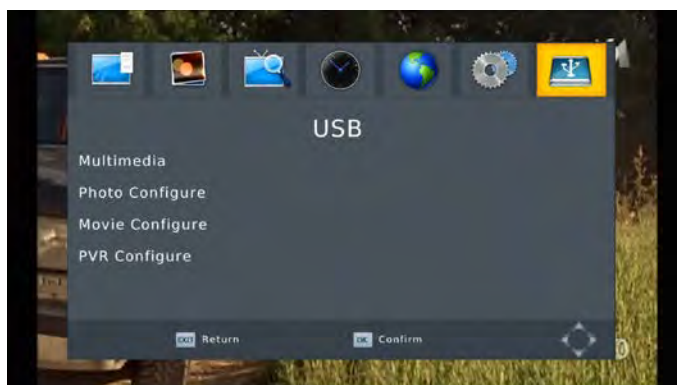 USB
Multimedia
Photo Configure
Movie Configure
PVR Configure
EXIT Return OK Confirm